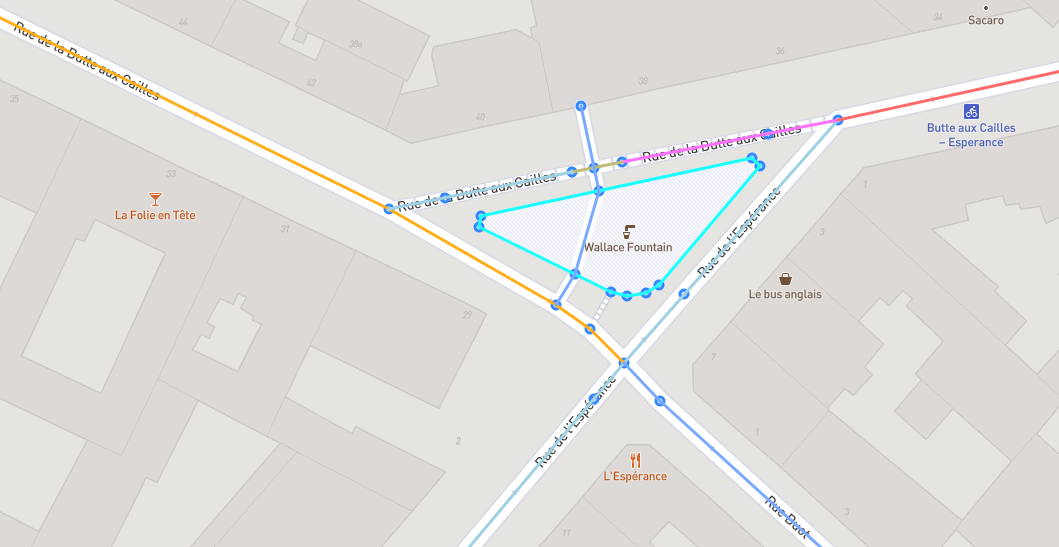 34
Sacaro
44
38a
36
Rue de la Butte aux Cailles
42
38
35
40
Butte aux Cailles
– Esperance
Rue de la Butte aux Cailles
33
Rue de la Butte aux Cailles
1
La Folie en Tête
31
Wallace Fountain
Rue de l'Espérance
3
Le bus anglais
29
7
Rue de l'Espérance
2
1
L'Espérance
Rue Buot
3
11